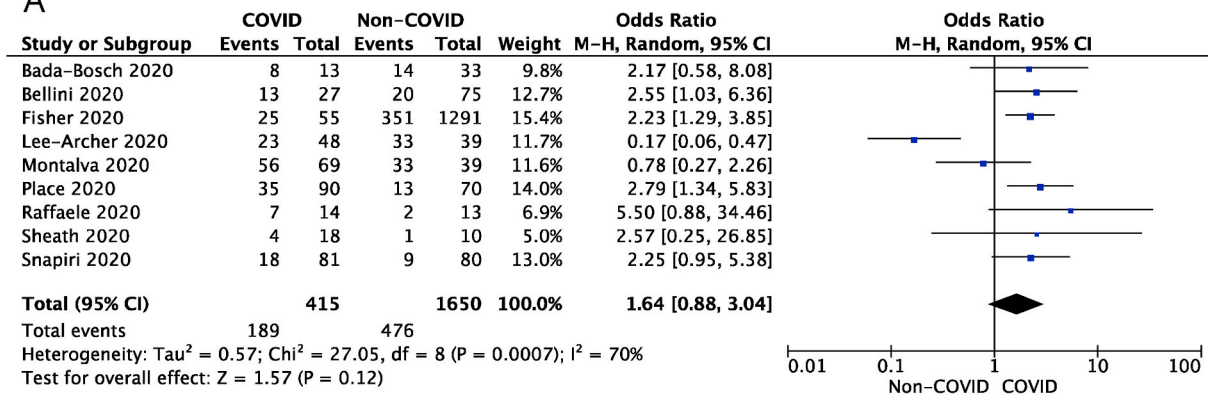 A
COVID Non-COVID Odds Ratio Odds Ratio
Study or Subgroup Events Total Events Total Weight M-H, Random, 95% CI M-H, Random, 95% CI
Bada-Bosch 2020 8 13 14 33 9.8% 2.17 [0.58, 8.08]
Bellini 2020 13 27 20 75 12.7% 2.55 [1.03, 6.36]
Fisher 2020 25 55 351 1291 15.4% 2.23 [1.29, 3.85]
Lee-Archer 2020 23 48 33 39 11.7% 0.17 [0.06, 0.47]
Montalva 2020 56 69 33 39 11.6% 0.78 [0.27, 2.26]
Place 2020 35 90 13 70 14.0% 2.79 [1.34, 5.83]
Raffaele 2020 7 14 2 13 6.9% 5.50 [0.88, 34.46]
Sheath 2020 4 18 1 10 5.0% 2.57 [0.25, 26.85]
Snapiri 2020 18 81 9 80 13.0% 2.25 [0.95, 5.38]
Total (95% CI) 415 1650 100.0% 1.64 [0.88, 3.04]
Total events 189 476
Heterogeneity: Tau² = 0.57; Chi² = 27.05, df = 8 (P = 0.0007); I² = 70%
Test for overall effect: Z = 1.57 (P = 0.12)
0.01 0.1 1 10 100
Non-COVID COVID